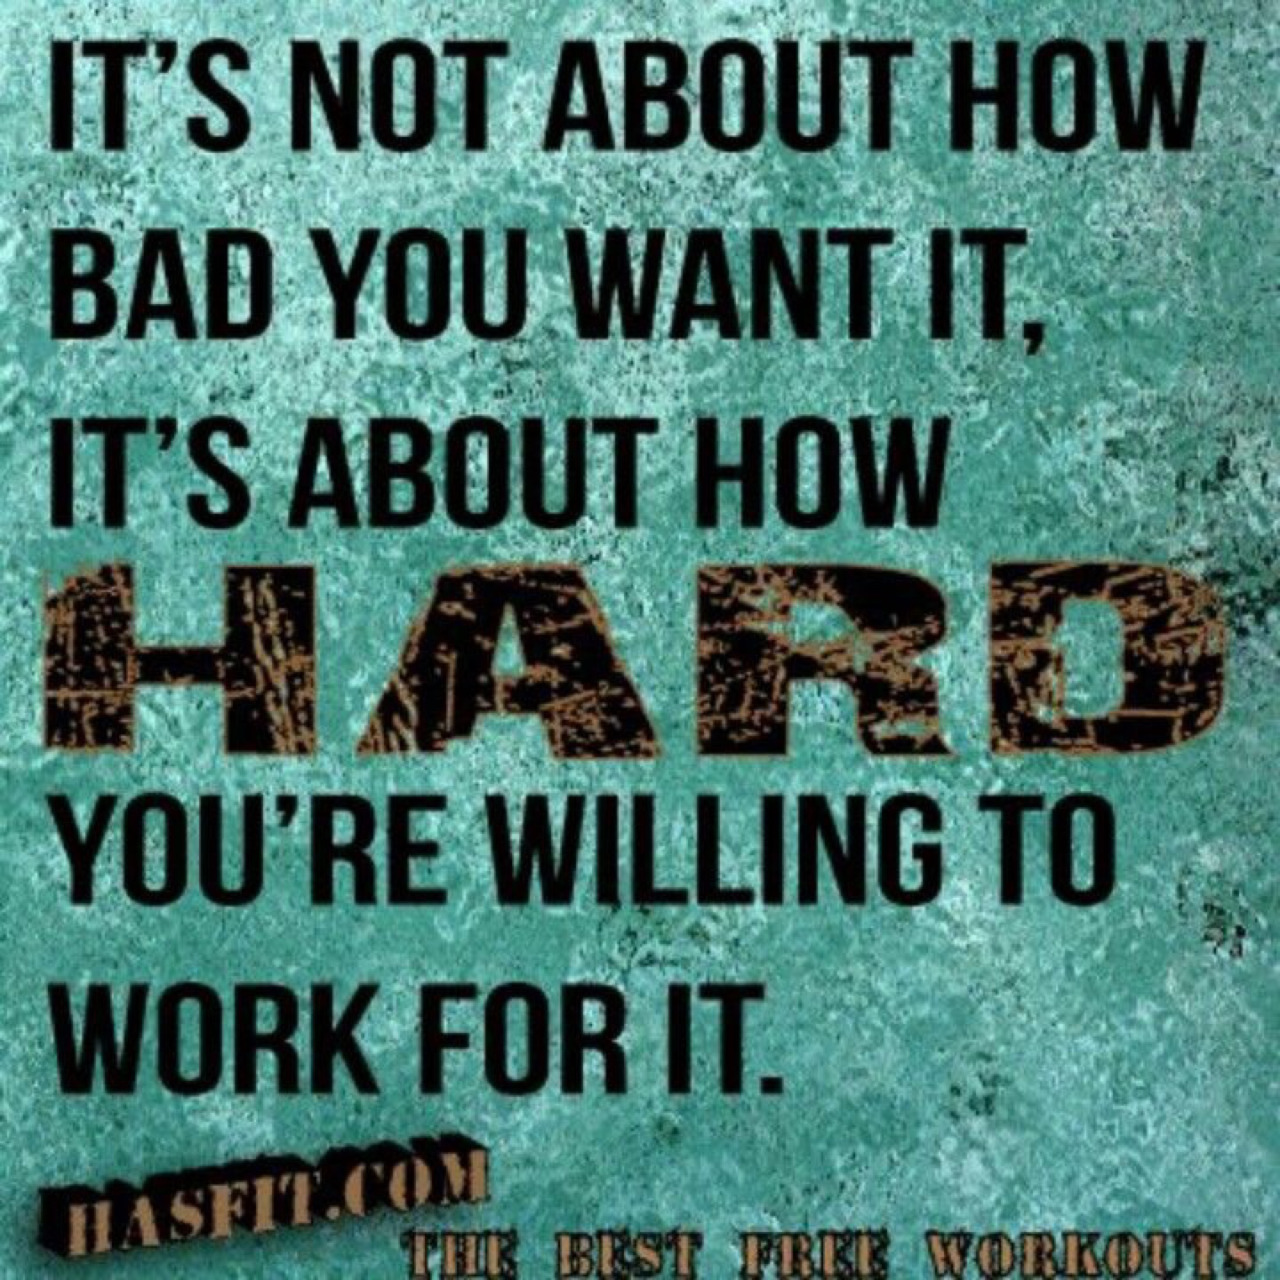 IT'S NOT ABOUT HOW
BAD YOU WANT IT,
IT'S ABOUT HOW
HARD
YOU'RE WILLING TO
WORK FOR IT.
HASFIT.COM
THE BEST FREE WORKOUTS